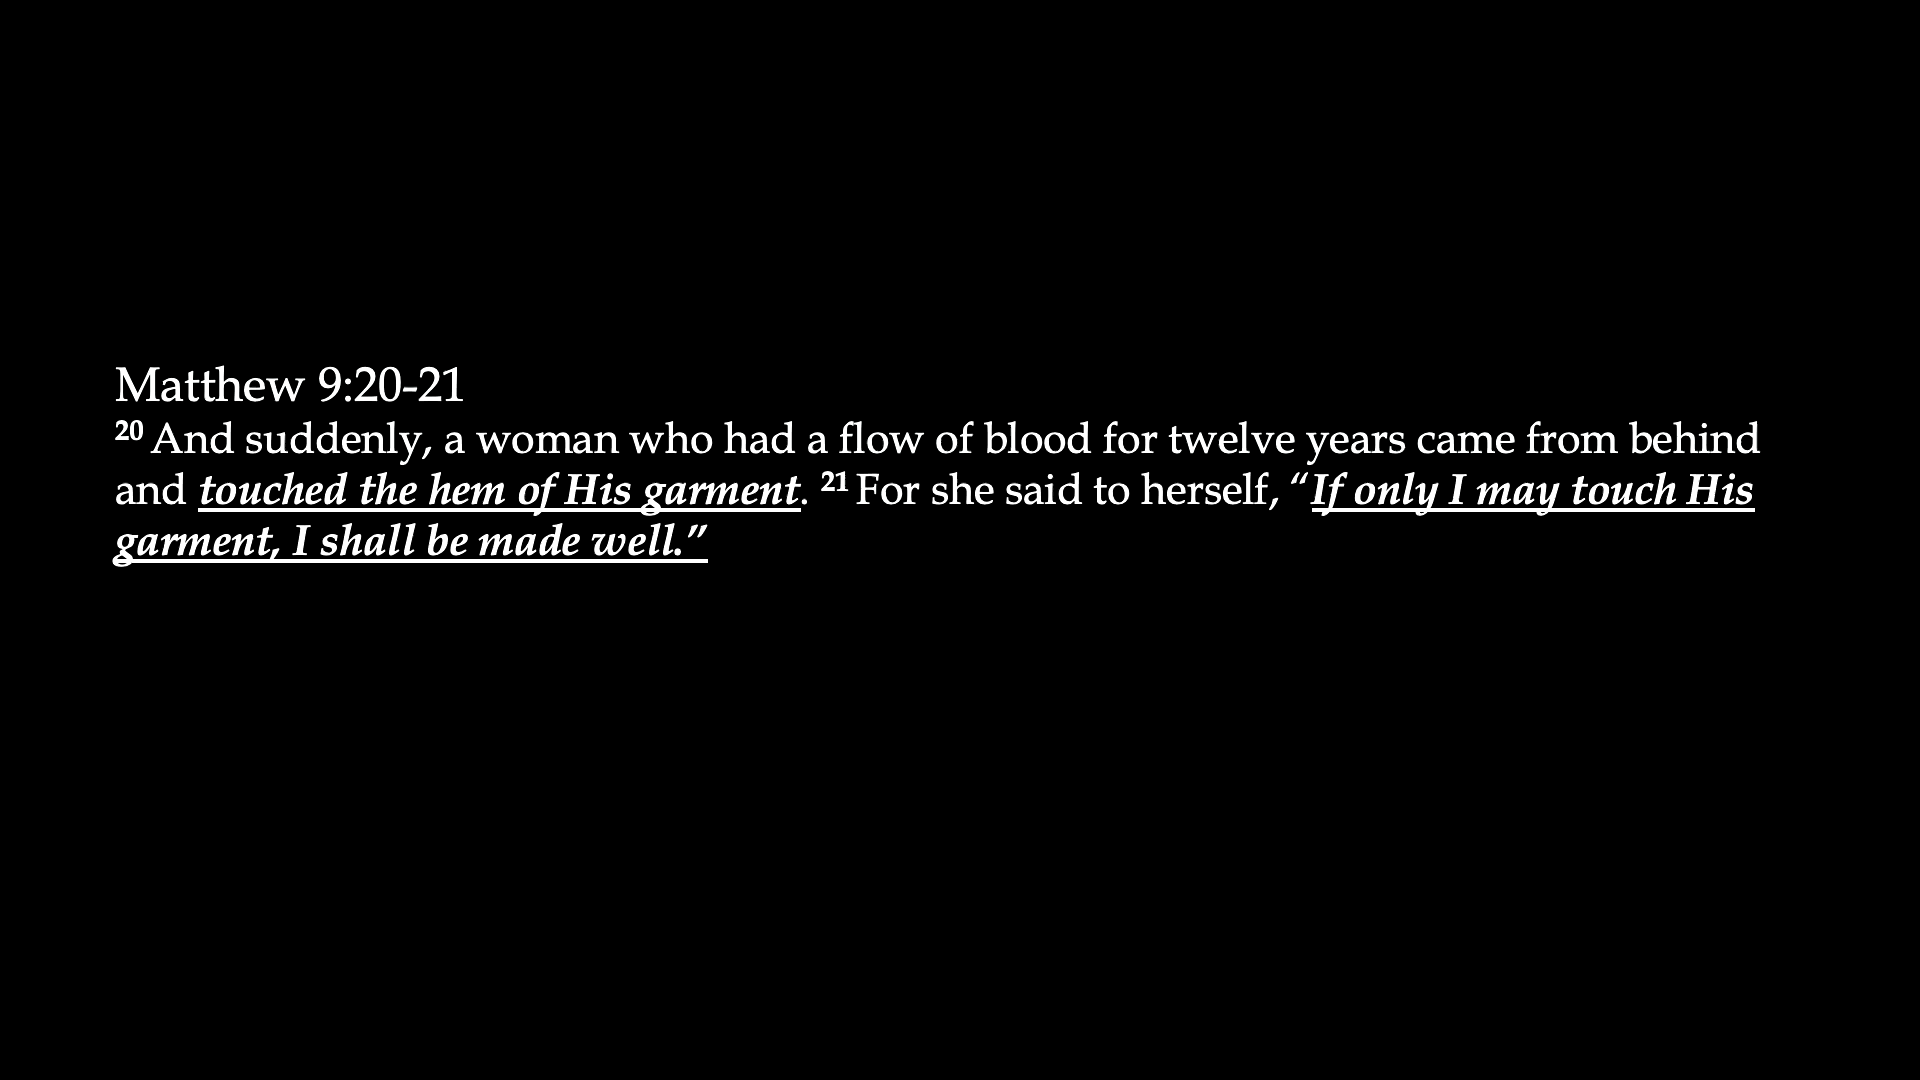 Matthew 9:20-21
20 And suddenly, a woman who had a flow of blood for twelve years came from behind
and touched the hem of His garment. 21 For she said to herself, “If only I may touch His
garment, I shall be made well.”